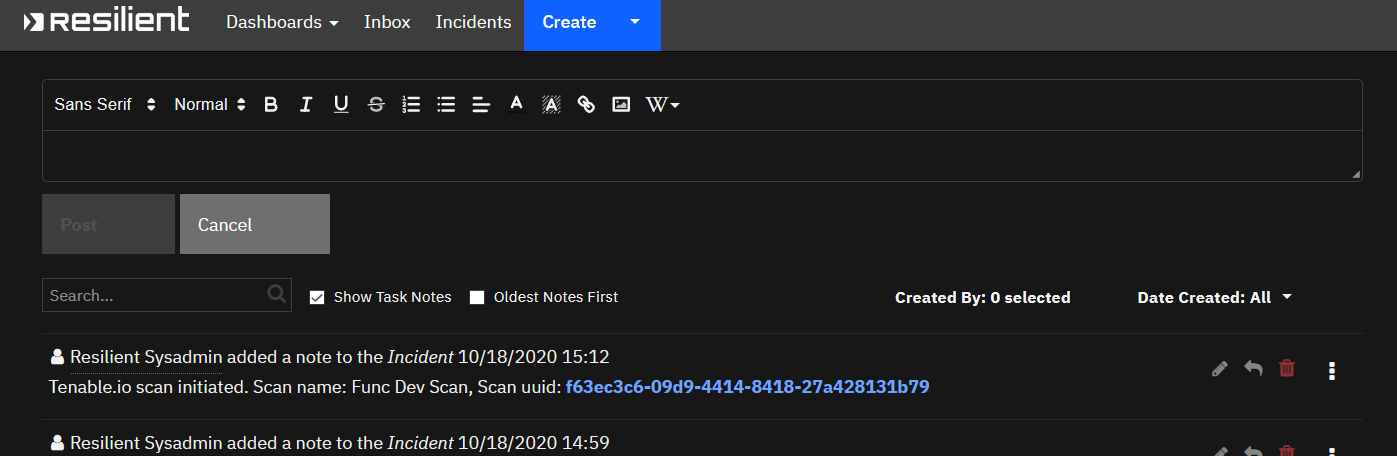 RESILIENT Dashboards Inbox Incidents Create
Sans Serif Normal B I U S A A W
Post Cancel
Search... Show Task Notes Oldest Notes First Created By: 0 selected Date Created: All
Resilient Sysadmin added a note to the Incident 10/18/2020 15:12
Tenable.io scan initiated. Scan name: Func Dev Scan, Scan uuid: f63ec3c6-09d9-4414-8418-27a428131b79
Resilient Sysadmin added a note to the Incident 10/18/2020 14:59